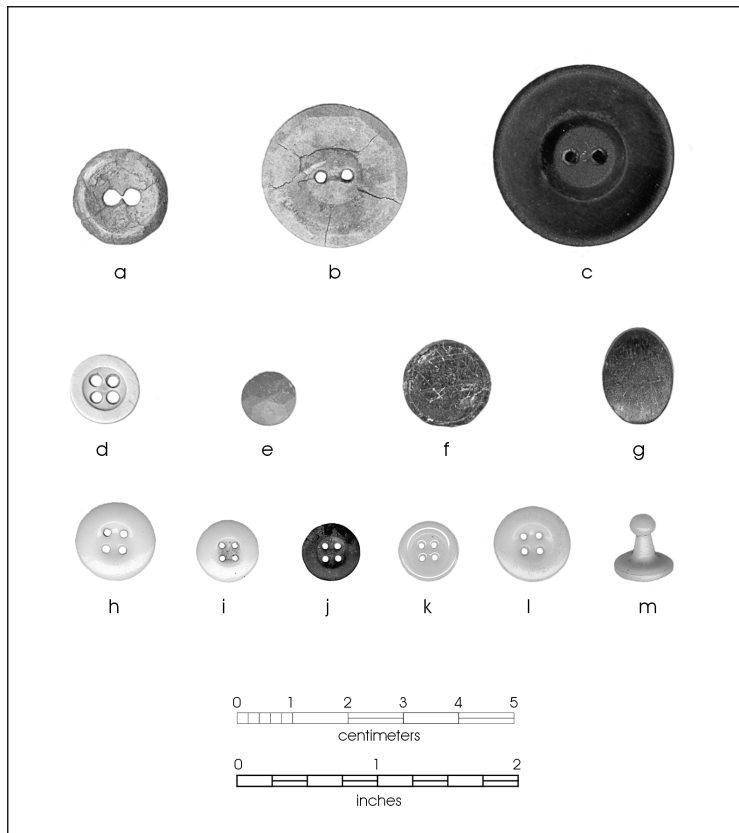 a b c
d e f g
h i j k l m
0 1 2 3 4 5
centimeters
0 1 2
inches